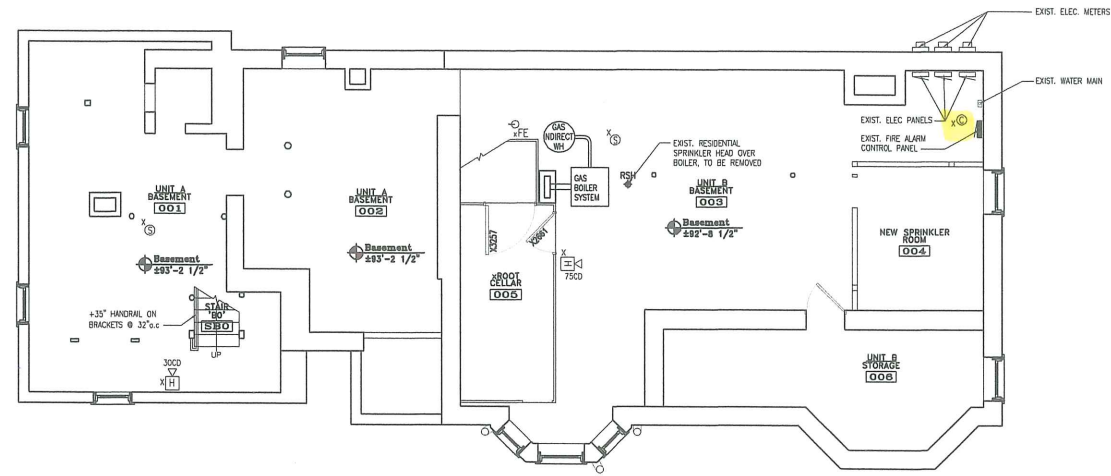 EXIST. ELEC. METERS
EXIST. WATER MAIN
EXIST. ELEC PANELS
x©
EXIST. FIRE ALARM
CONTROL PANEL
xFE
GAS
INDIRECT
WH
x
S
EXIST. RESIDENTIAL
SPRINKLER HEAD OVER
BOILER, TO BE REMOVED
RSH
GAS
BOILER
SYSTEM
UNIT A
BASEMENT
001
UNIT A
BASEMENT
002
UNIT B
BASEMENT
003
x
S
Basement
±93'-2 1/2"
Basement
±93'-2 1/2"
Basement
±92'-8 1/2"
NEW SPRINKLER
ROOM
004
X3257
X2661
x
H
75CD
xROOT
CELLAR
005
+35" HANDRAIL ON
BRACKETS @ 32"o.c
STAIR
'B0'
SB0
UP
30CD
xH
UNIT B
STORAGE
006